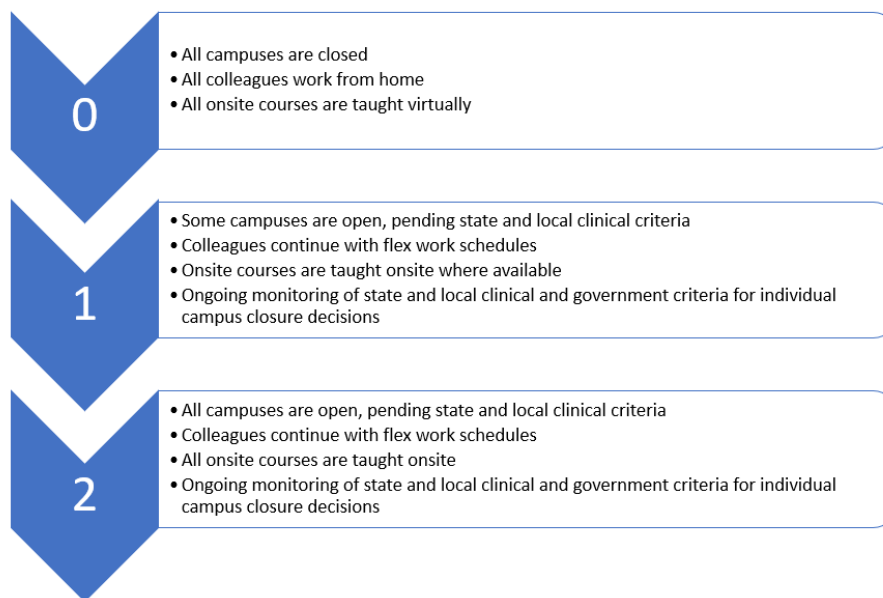 0
• All campuses are closed
• All colleagues work from home
• All onsite courses are taught virtually
1
• Some campuses are open, pending state and local clinical criteria
• Colleagues continue with flex work schedules
• Onsite courses are taught onsite where available
• Ongoing monitoring of state and local clinical and government criteria for individual
campus closure decisions
2
• All campuses are open, pending state and local clinical criteria
• Colleagues continue with flex work schedules
• All onsite courses are taught onsite
• Ongoing monitoring of state and local clinical and government criteria for individual
campus closure decisions